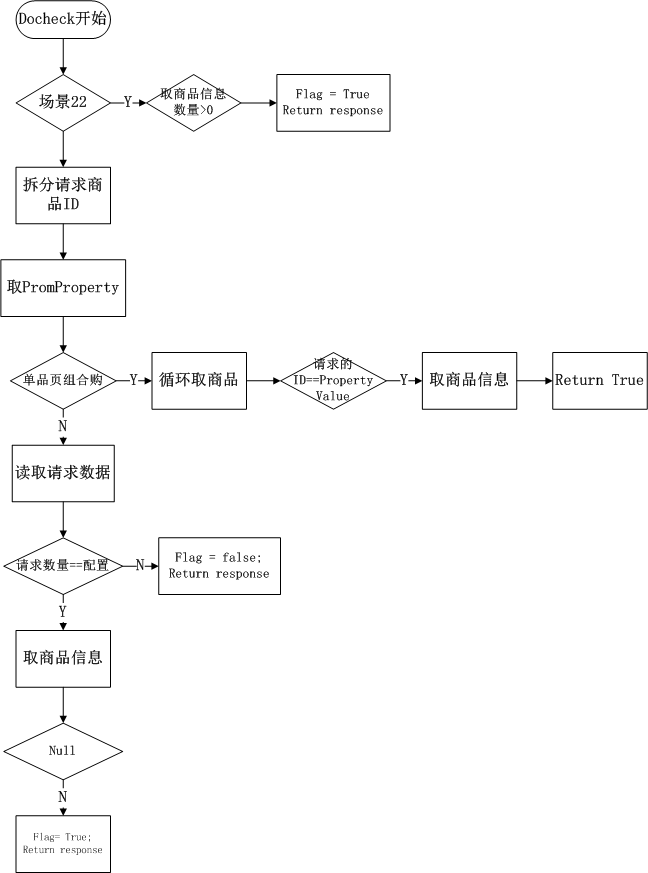 Docheck开始
场景22
Y
取商品信息
数量>0
Flag = True
Return response
拆分请求商
品ID
取PromProperty
单品页组合购
Y
循环取商品
请求的
ID==Property
Value
Y
取商品信息
Return True
N
读取请求数据
请求数量==配置
N
Flag = false;
Return response
Y
取商品信息
Null
N
Flag= True;
Return response